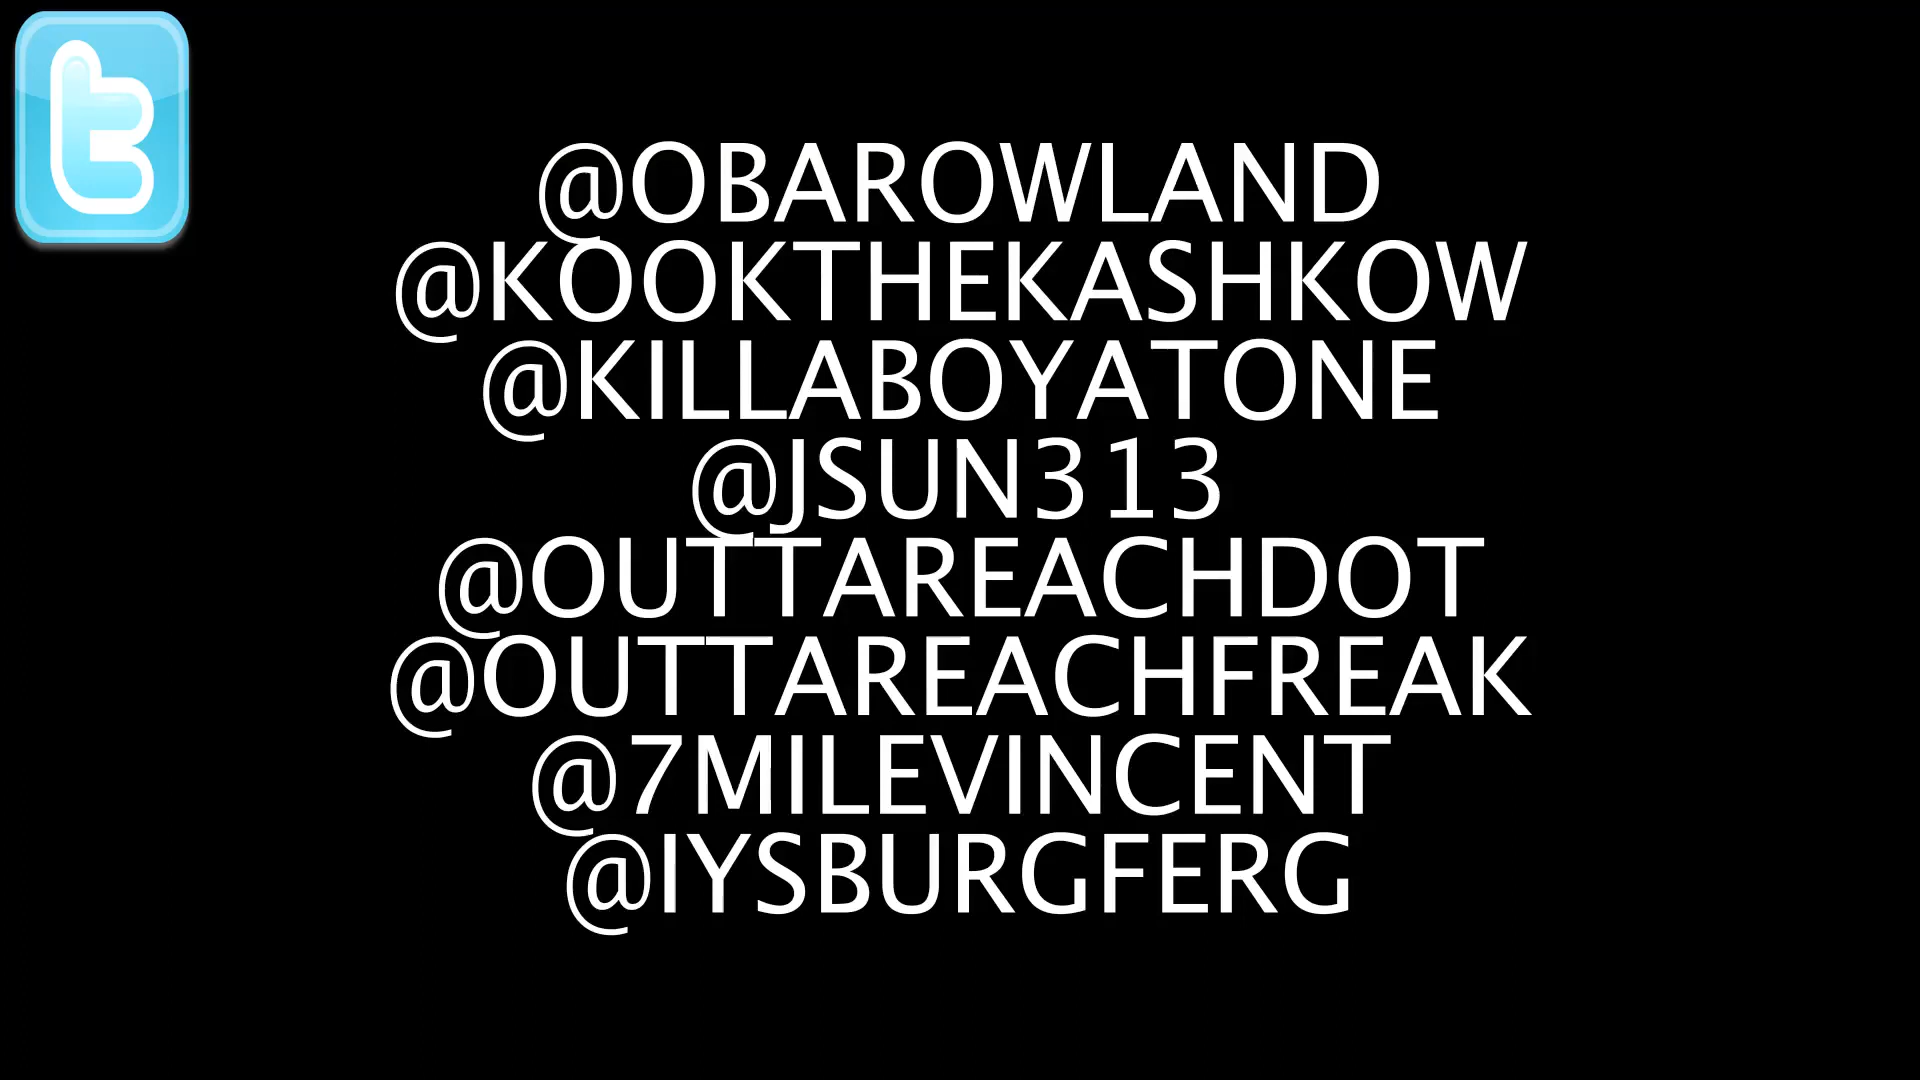 t
@OBAROWLAND
@KOOKTHEKASHKOW
@KILLABOYATONE
@JSUN313
@OUTTAREACHDOT
@OUTTAREACHFREAK
@7MILEVINCENT
@IYSBURGFERG